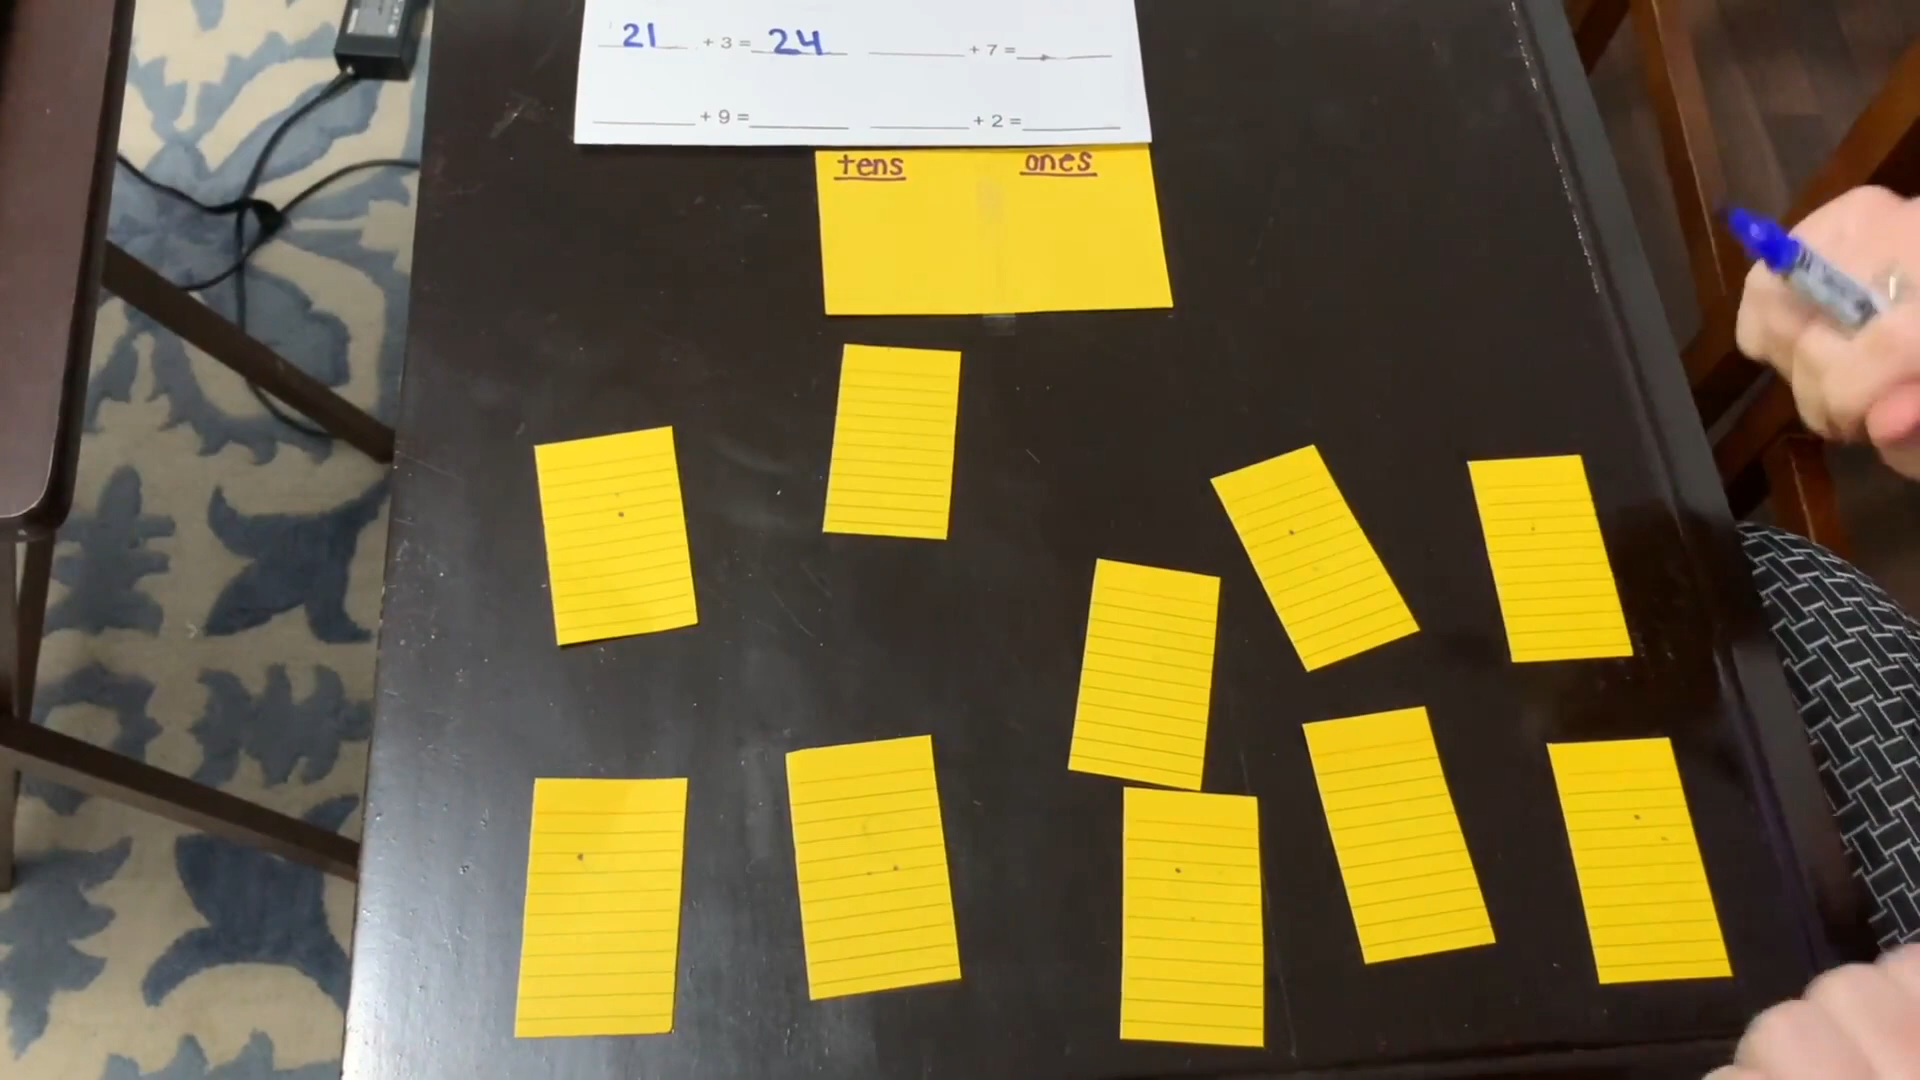 21 + 3 = 24 + 7 =
+ 9 = + 2 =
tens ones